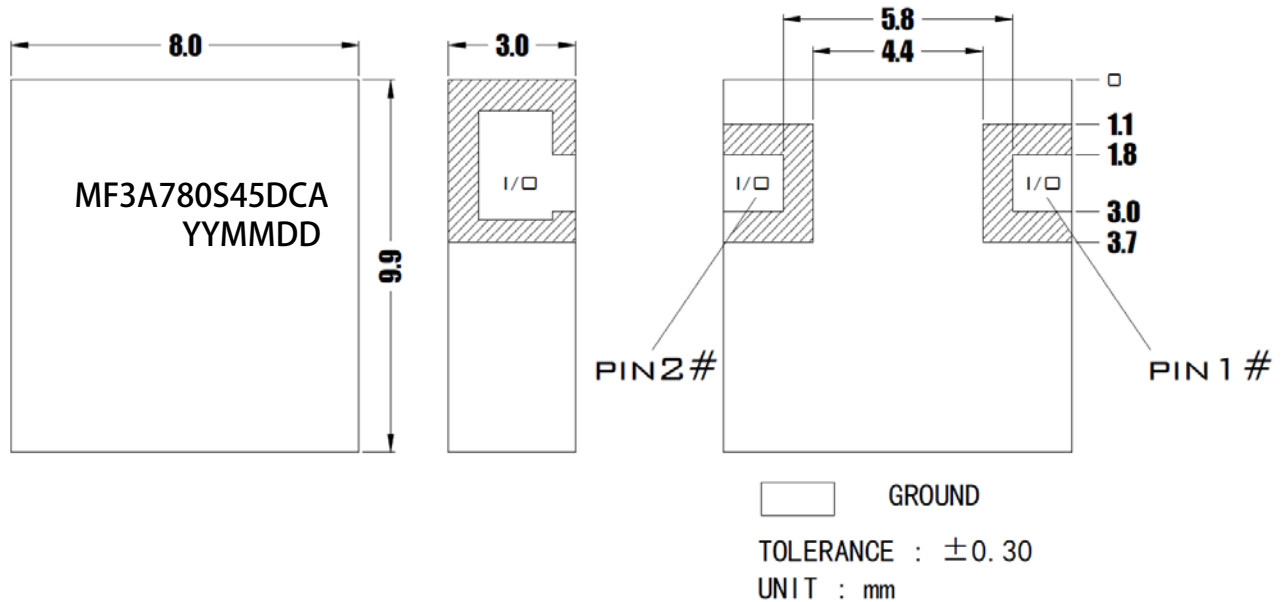 8.0
3.0
5.8
4.4
0
1.1
1.8
MF3A780S45DCA
YYMMDD
I/O
I/O
I/O
3.0
3.7
9.9
PIN2#
PIN1#
GROUND
TOLERANCE : ±0.30
UNIT : mm